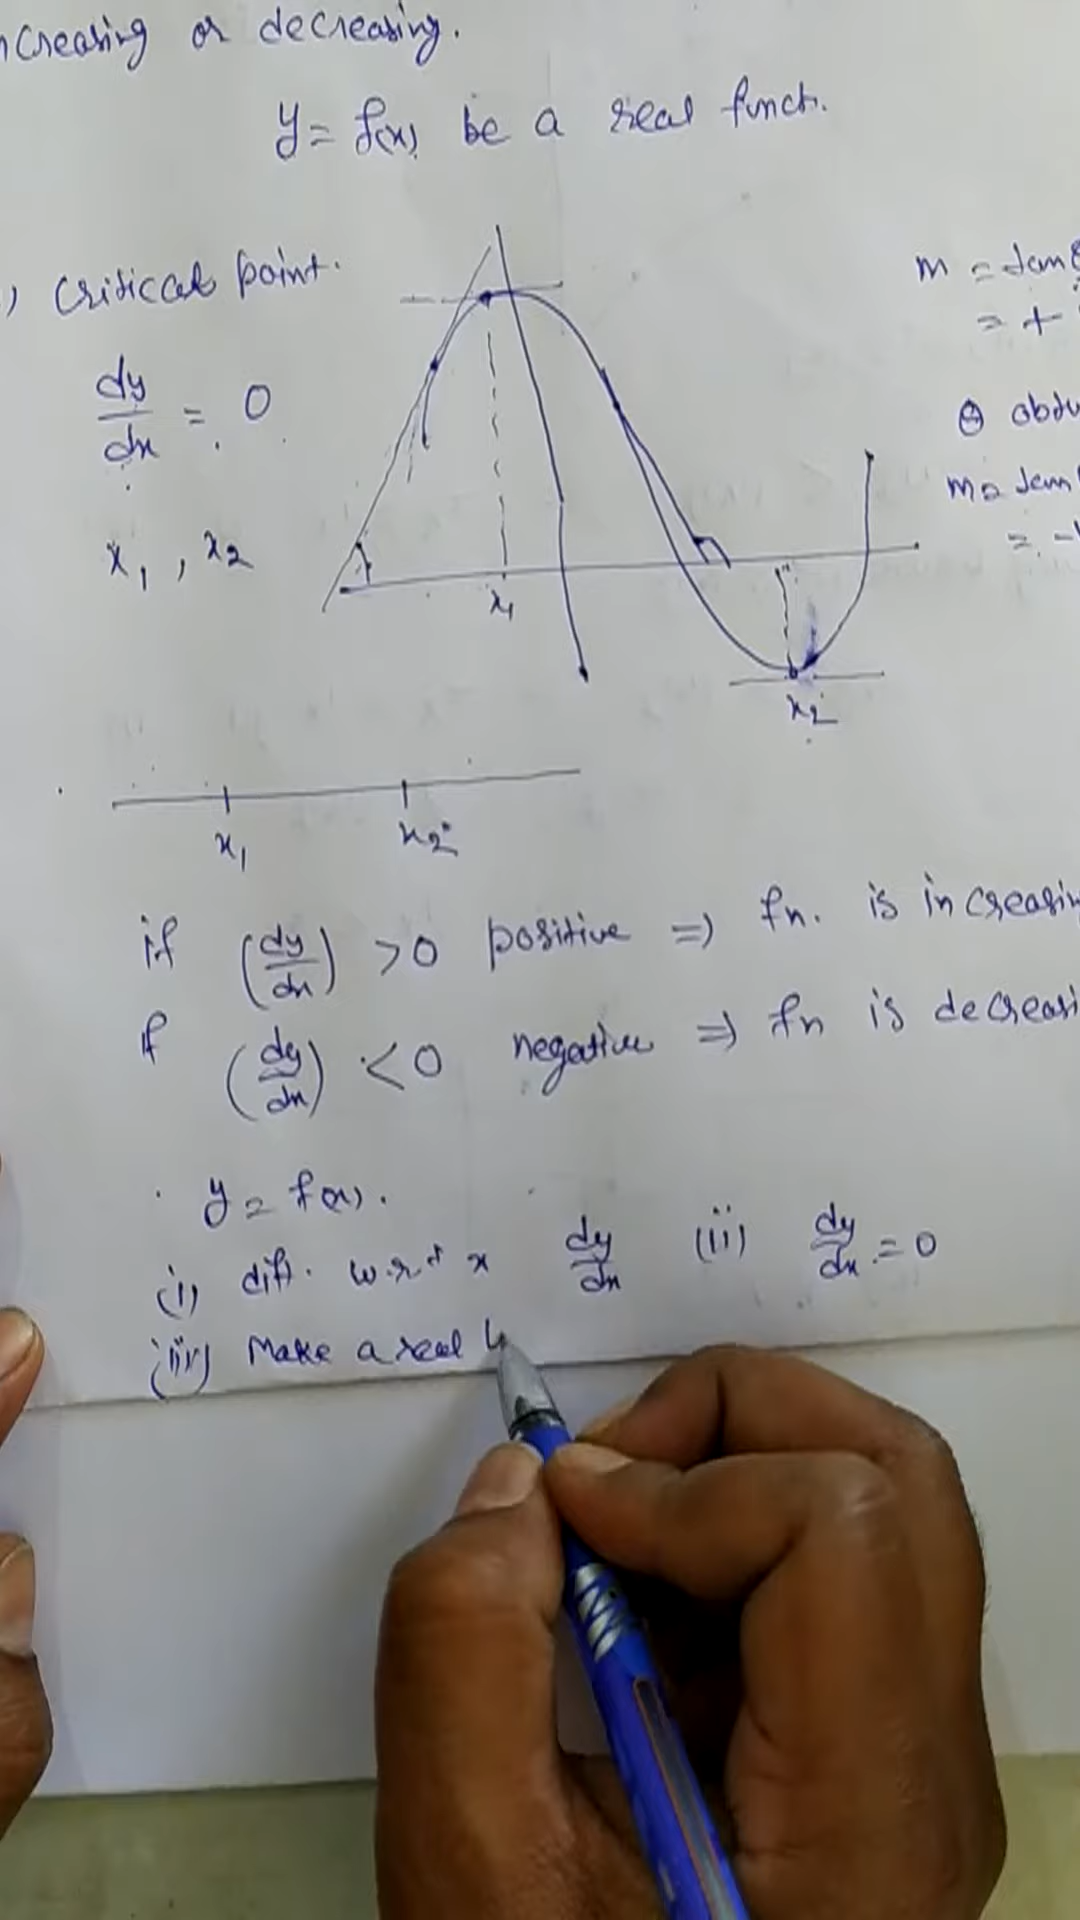 ncreasing or decreasing.
y = f(x) be a real funct.
) critical point.
m = tan θ
= +
dy/dx = 0
θ obtu
m = tan
= -
x1, x2
x1
x2
x1 x2
if (dy/dx) > 0 positive ⇒ fn. is increasin
if (dy/dx) < 0 negative ⇒ fn is decreasi
y = f(x).
(i) diff. w.r.t x dy/dx (ii) dy/dx = 0
(iii) Make a real